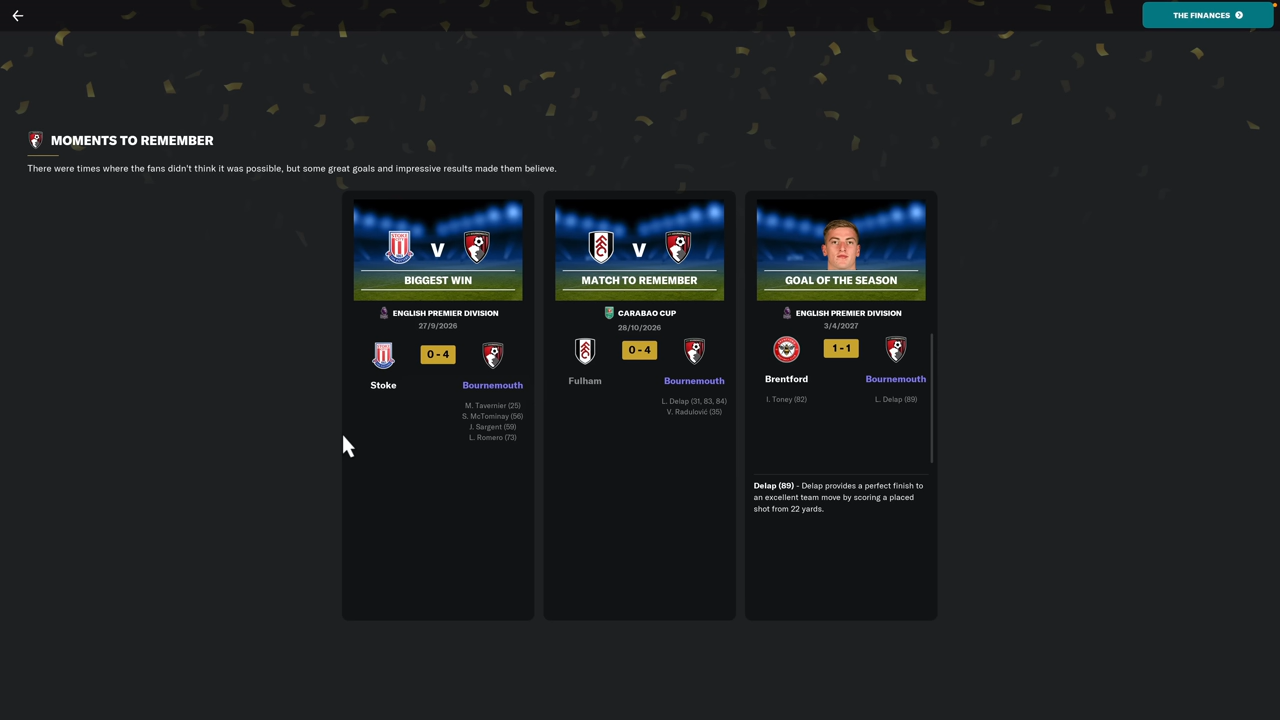 THE FINANCES
MOMENTS TO REMEMBER
There were times where the fans didn't think it was possible, but some great goals and impressive results made them believe.
STOKE
V
BIGGEST WIN
ENGLISH PREMIER DIVISION
27/9/2026
0 - 4
Stoke
Bournemouth
M. Tavernier (25)
S. McTominay (56)
J. Sargent (59)
L. Romero (73)
V
MATCH TO REMEMBER
CARABAO CUP
28/10/2026
0 - 4
Fulham
Bournemouth
L. Delap (31, 83, 84)
V. Radulović (35)
GOAL OF THE SEASON
ENGLISH PREMIER DIVISION
3/4/2027
1 - 1
Brentford
Bournemouth
I. Toney (82)
L. Delap (89)
Delap (89) - Delap provides a perfect finish to
an excellent team move by scoring a placed
shot from 22 yards.